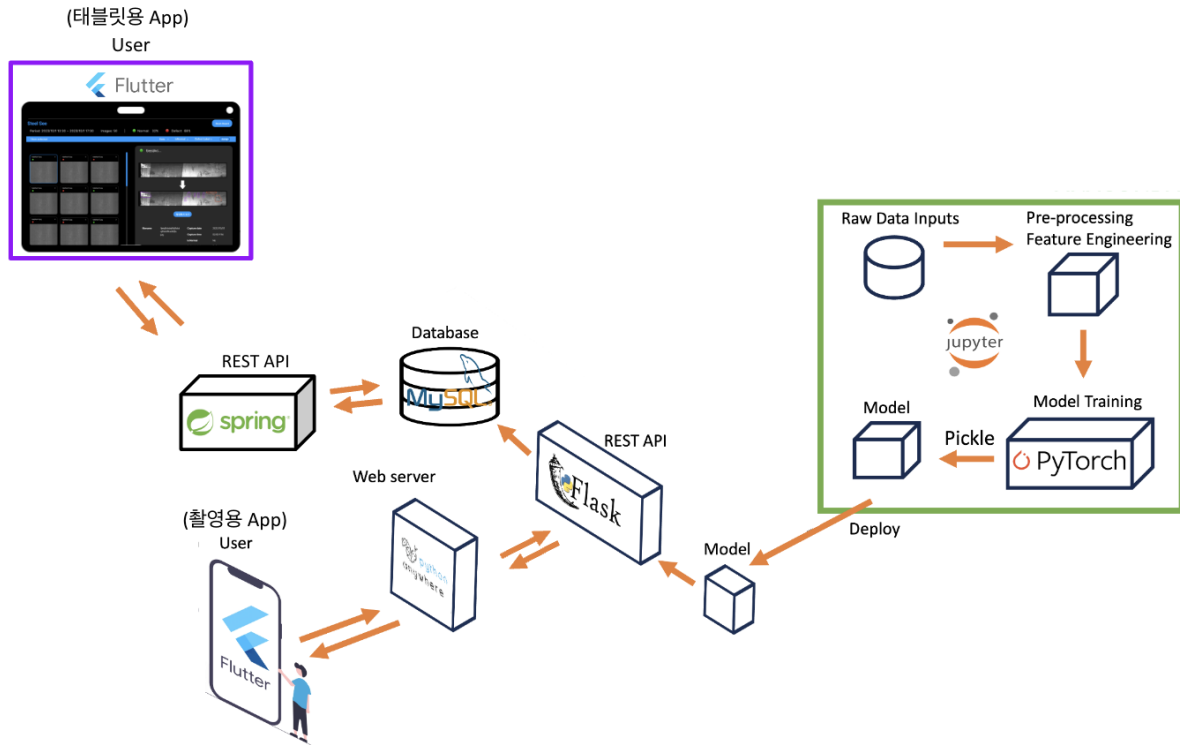 (태블릿용 App)
User
Flutter
Steel Dax
REST API
spring
Database
MySQL
REST API
Flask
Web server
python
anywhere
(촬영용 App)
User
Flutter
Model
Deploy
Raw Data Inputs
Pre-processing
Feature Engineering
jupyter
Model Training
PyTorch
Pickle
Model